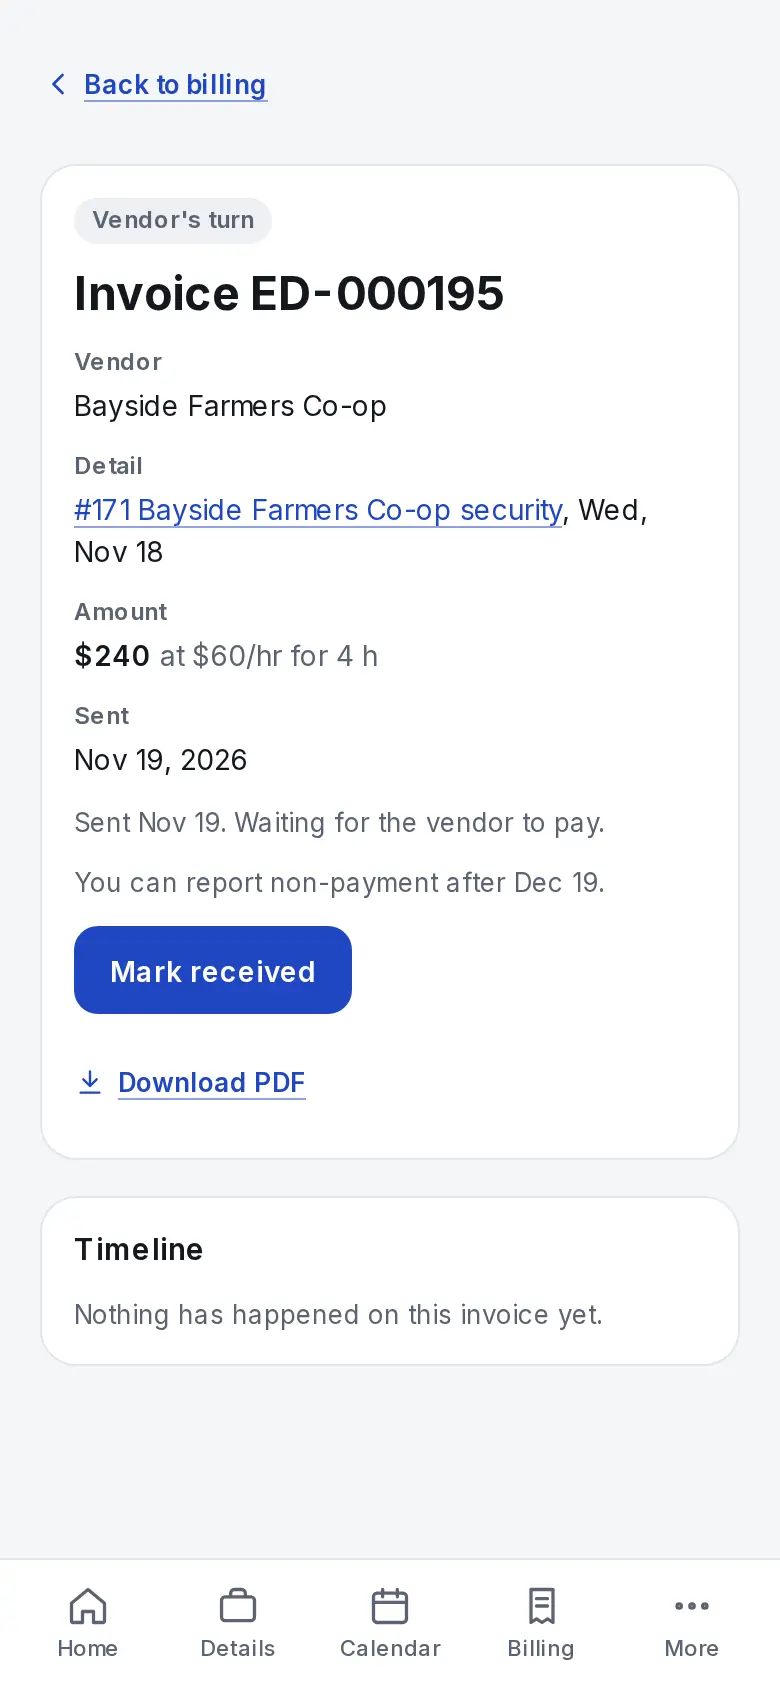 Back to billing
Vendor's turn
Invoice ED-000195
Vendor
Bayside Farmers Co-op
Detail
#171 Bayside Farmers Co-op security, Wed,
Nov 18
Amount
$240 at $60/hr for 4 h
Sent
Nov 19, 2026
Sent Nov 19. Waiting for the vendor to pay.
You can report non-payment after Dec 19.
Mark received
Download PDF
Timeline
Nothing has happened on this invoice yet.
Home Details Calendar Billing More